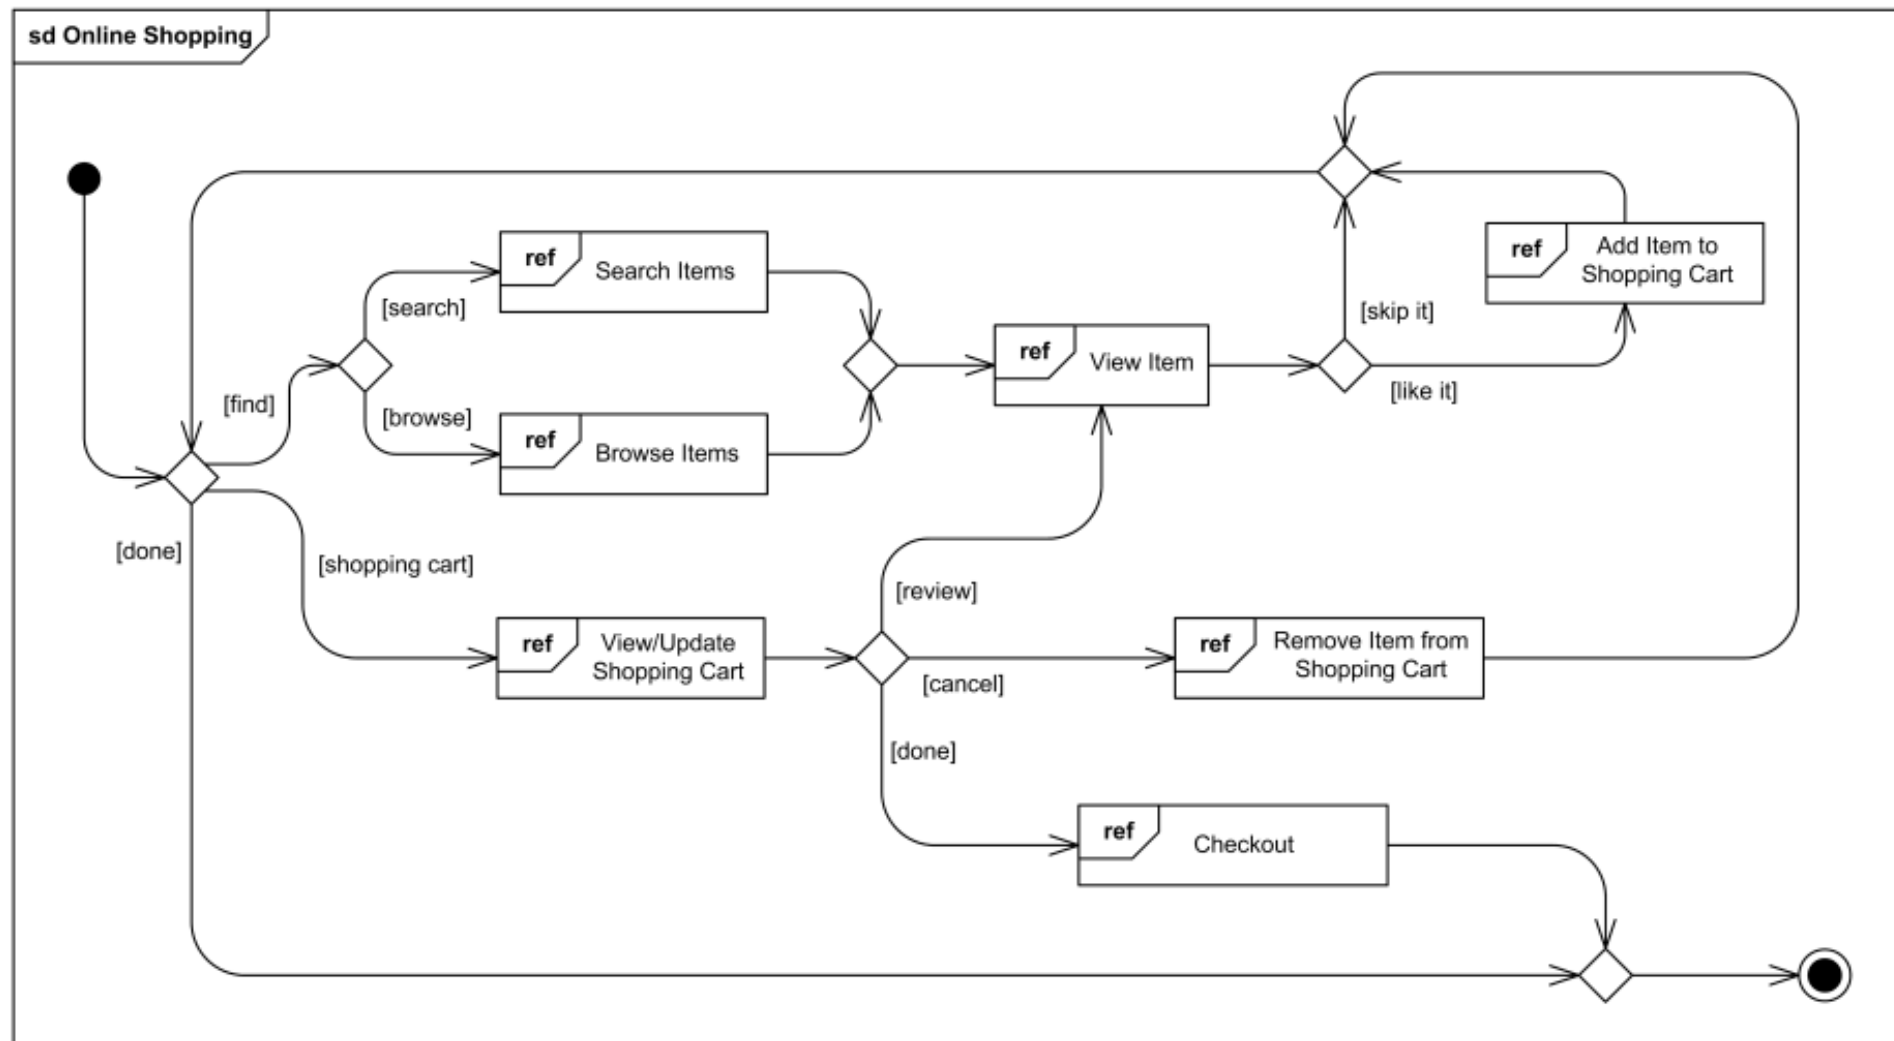 sd Online Shopping
ref
Search Items
[search]
ref
Add Item to
Shopping Cart
[skip it]
ref
View Item
[like it]
[find]
[browse]
ref
Browse Items
[done]
[shopping cart]
[review]
ref
View/Update
Shopping Cart
ref
Remove Item from
Shopping Cart
[cancel]
[done]
ref
Checkout